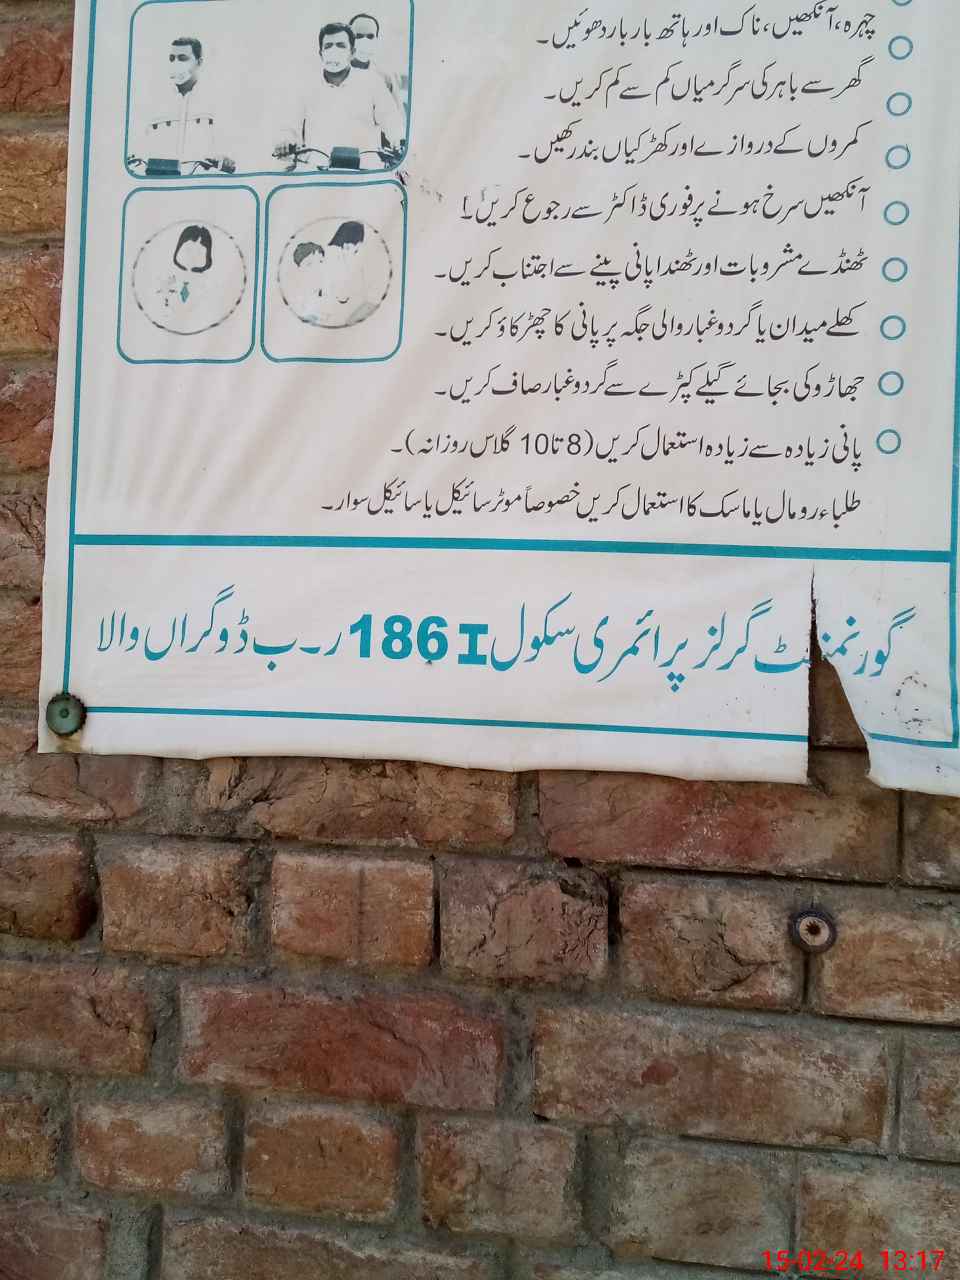 چہرہ، آنکھیں، ناک اور ہاتھ بار بار دھوئیں۔
گھر سے باہر کی سرگرمیاں کم سے کم کریں۔
کمروں کے دروازے اور کھڑکیاں بند رکھیں۔
آنکھیں سرخ ہونے پر فوری ڈاکٹر سے رجوع کریں!
ٹھنڈے مشروبات اور ٹھنڈا پانی پینے سے اجتناب کریں۔
کھلے میدان یا گرد و غبار والی جگہ پر پانی کا چھڑکاؤ کریں۔
جھاڑو کی بجائے گیلے کپڑے سے گرد و غبار صاف کریں۔
پانی زیادہ سے زیادہ استعمال کریں (8 تا 10 گلاس روزانہ)۔
طلباء رومال یا ماسک کا استعمال کریں خصوصاً موٹر سائیکل یا سائیکل سوار۔
گورنمنٹ گرلز پرائمری سکول I 186 ر۔ب ڈوگراں والا
15-02-24 13:17